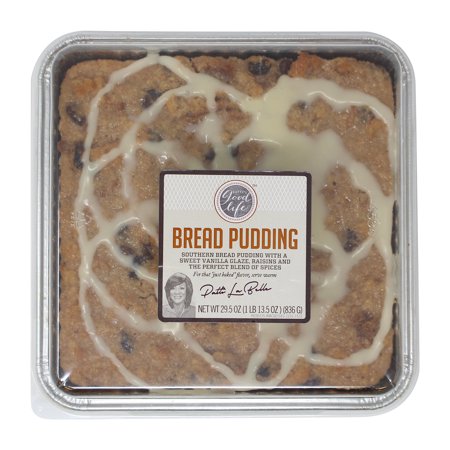 Good
life
BREAD PUDDING
SOUTHERN BREAD PUDDING WITH A
SWEET VANILLA GLAZE, RAISINS AND
THE PERFECT BLEND OF SPICES
For that "just baked" flavor, serve warm
Patti LaBelle
NET WT 29.5 OZ (1 LB 13.5 OZ) (836 G)